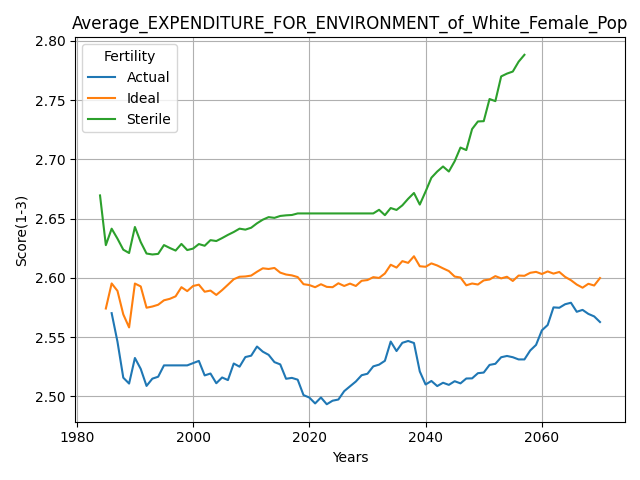 Average_EXPENDITURE_FOR_ENVIRONMENT_of_White_Female_Pop
Fertility
Actual
Ideal
Sterile
Score(1-3)
2.80
2.75
2.70
2.65
2.60
2.55
2.50
1980
2000
2020
2040
2060
Years